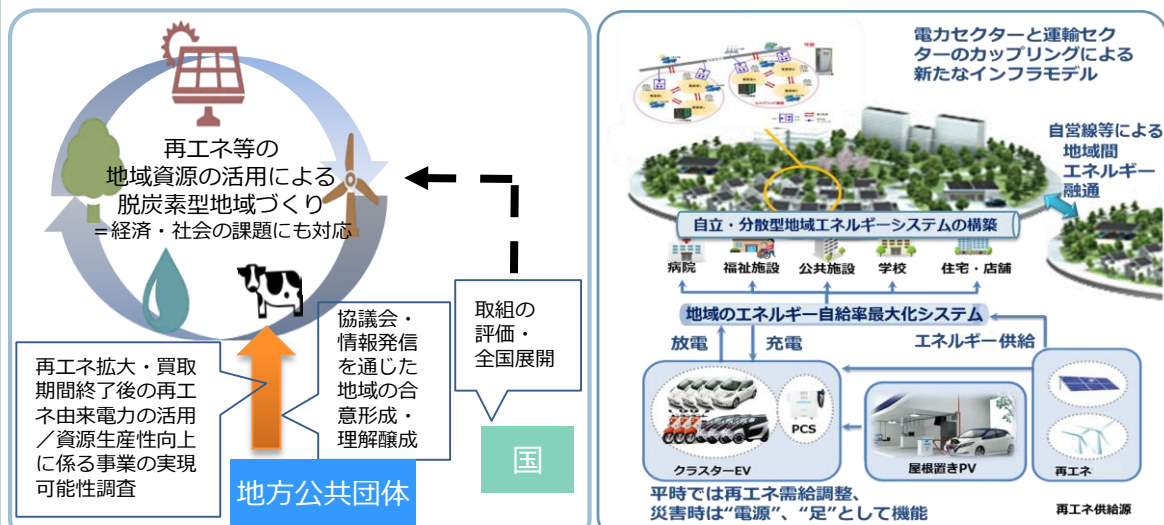 再エネ等の
地域資源の活用による
脱炭素型地域づくり
=経済・社会の課題にも対応
再エネ拡大・買取
期間終了後の再エ
ネ由来電力の活用
／資源生産性向上
に係る事業の実現
可能性調査
協議会・
情報発信
を通じた
地域の合
意形成・
理解醸成
取組の
評価・
全国展開
地方公共団体
国
電力セクターと運輸セク
ターのカップリングによる
新たなインフラモデル
自営線等による
地域間
エネルギー
融通
自立・分散型地域エネルギーシステムの構築
病院
福祉施設
公共施設
学校
住宅・店舗
地域のエネルギー自給率最大化システム
放電
充電
エネルギー供給
PCS
クラスターEV
屋根置きPV
再エネ
平時では再エネ需給調整、
災害時は“電源”、“足”として機能
再エネ供給源